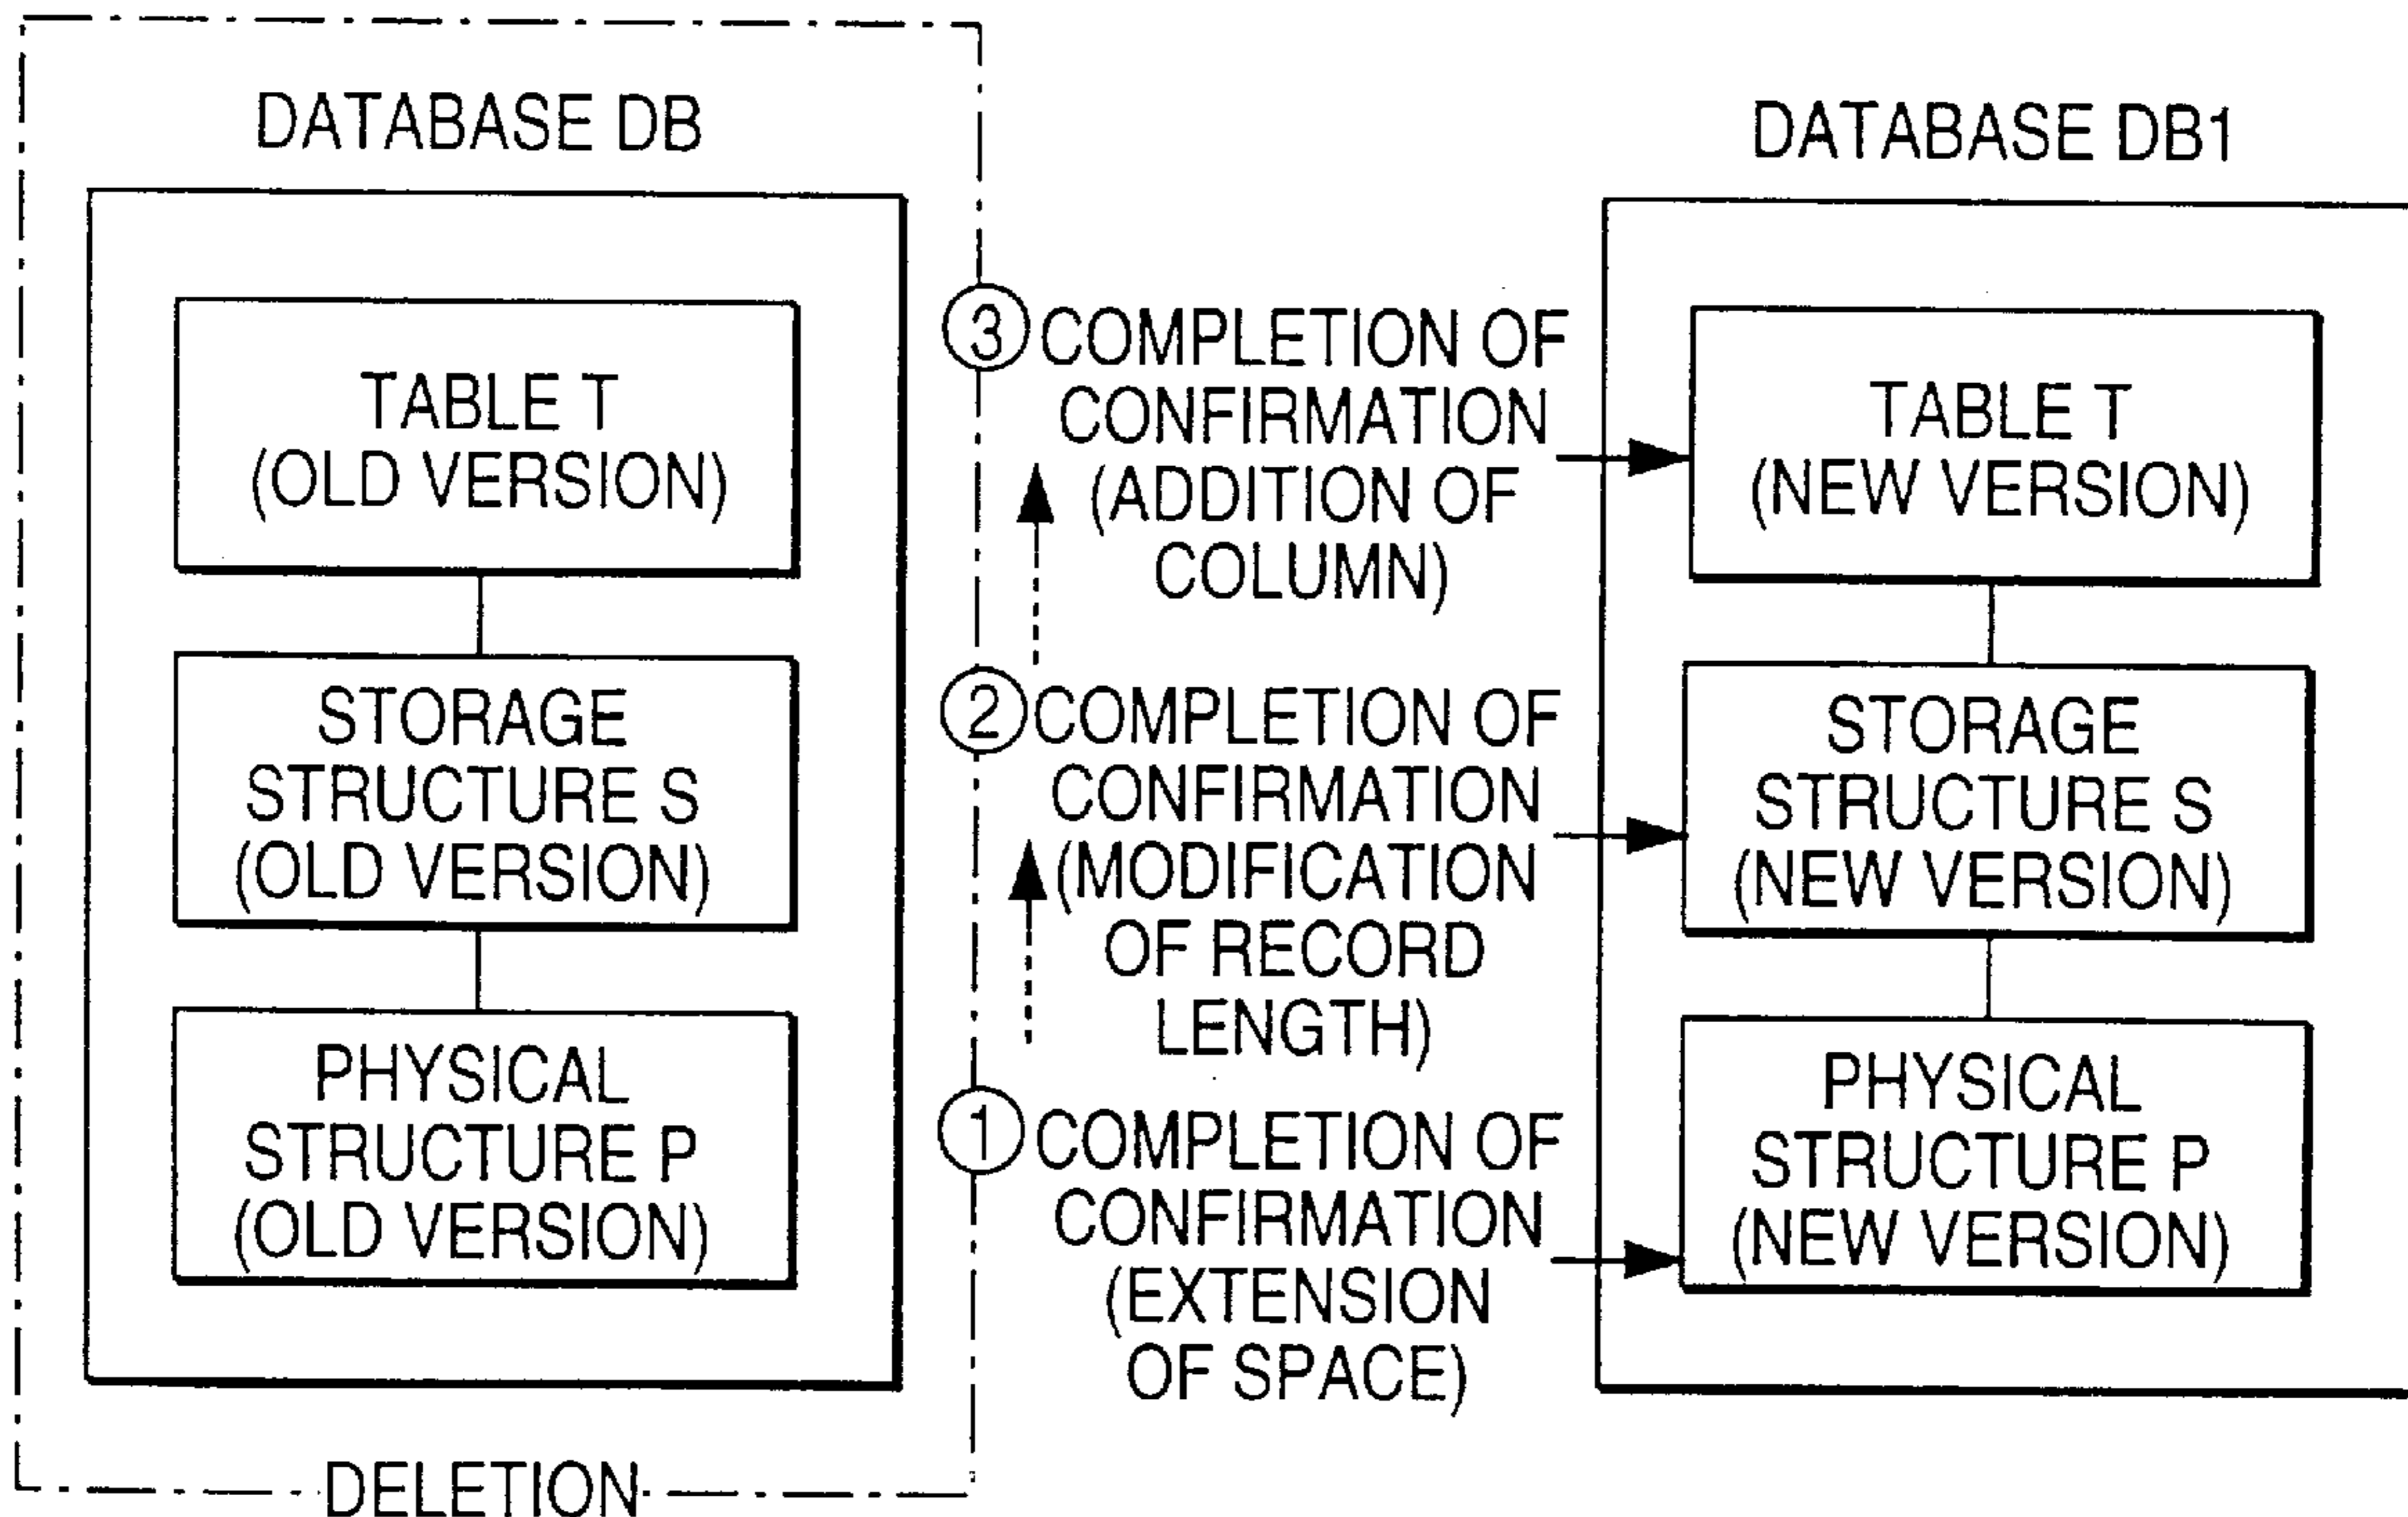 DATABASE DB
TABLE T
(OLD VERSION)
STORAGE
STRUCTURE S
(OLD VERSION)
PHYSICAL
STRUCTURE P
(OLD VERSION)
DELETION
③ COMPLETION OF
CONFIRMATION
(ADDITION OF
COLUMN)
② COMPLETION OF
CONFIRMATION
(MODIFICATION
OF RECORD
LENGTH)
① COMPLETION OF
CONFIRMATION
(EXTENSION
OF SPACE)
DATABASE DB1
TABLE T
(NEW VERSION)
STORAGE
STRUCTURE S
(NEW VERSION)
PHYSICAL
STRUCTURE P
(NEW VERSION)